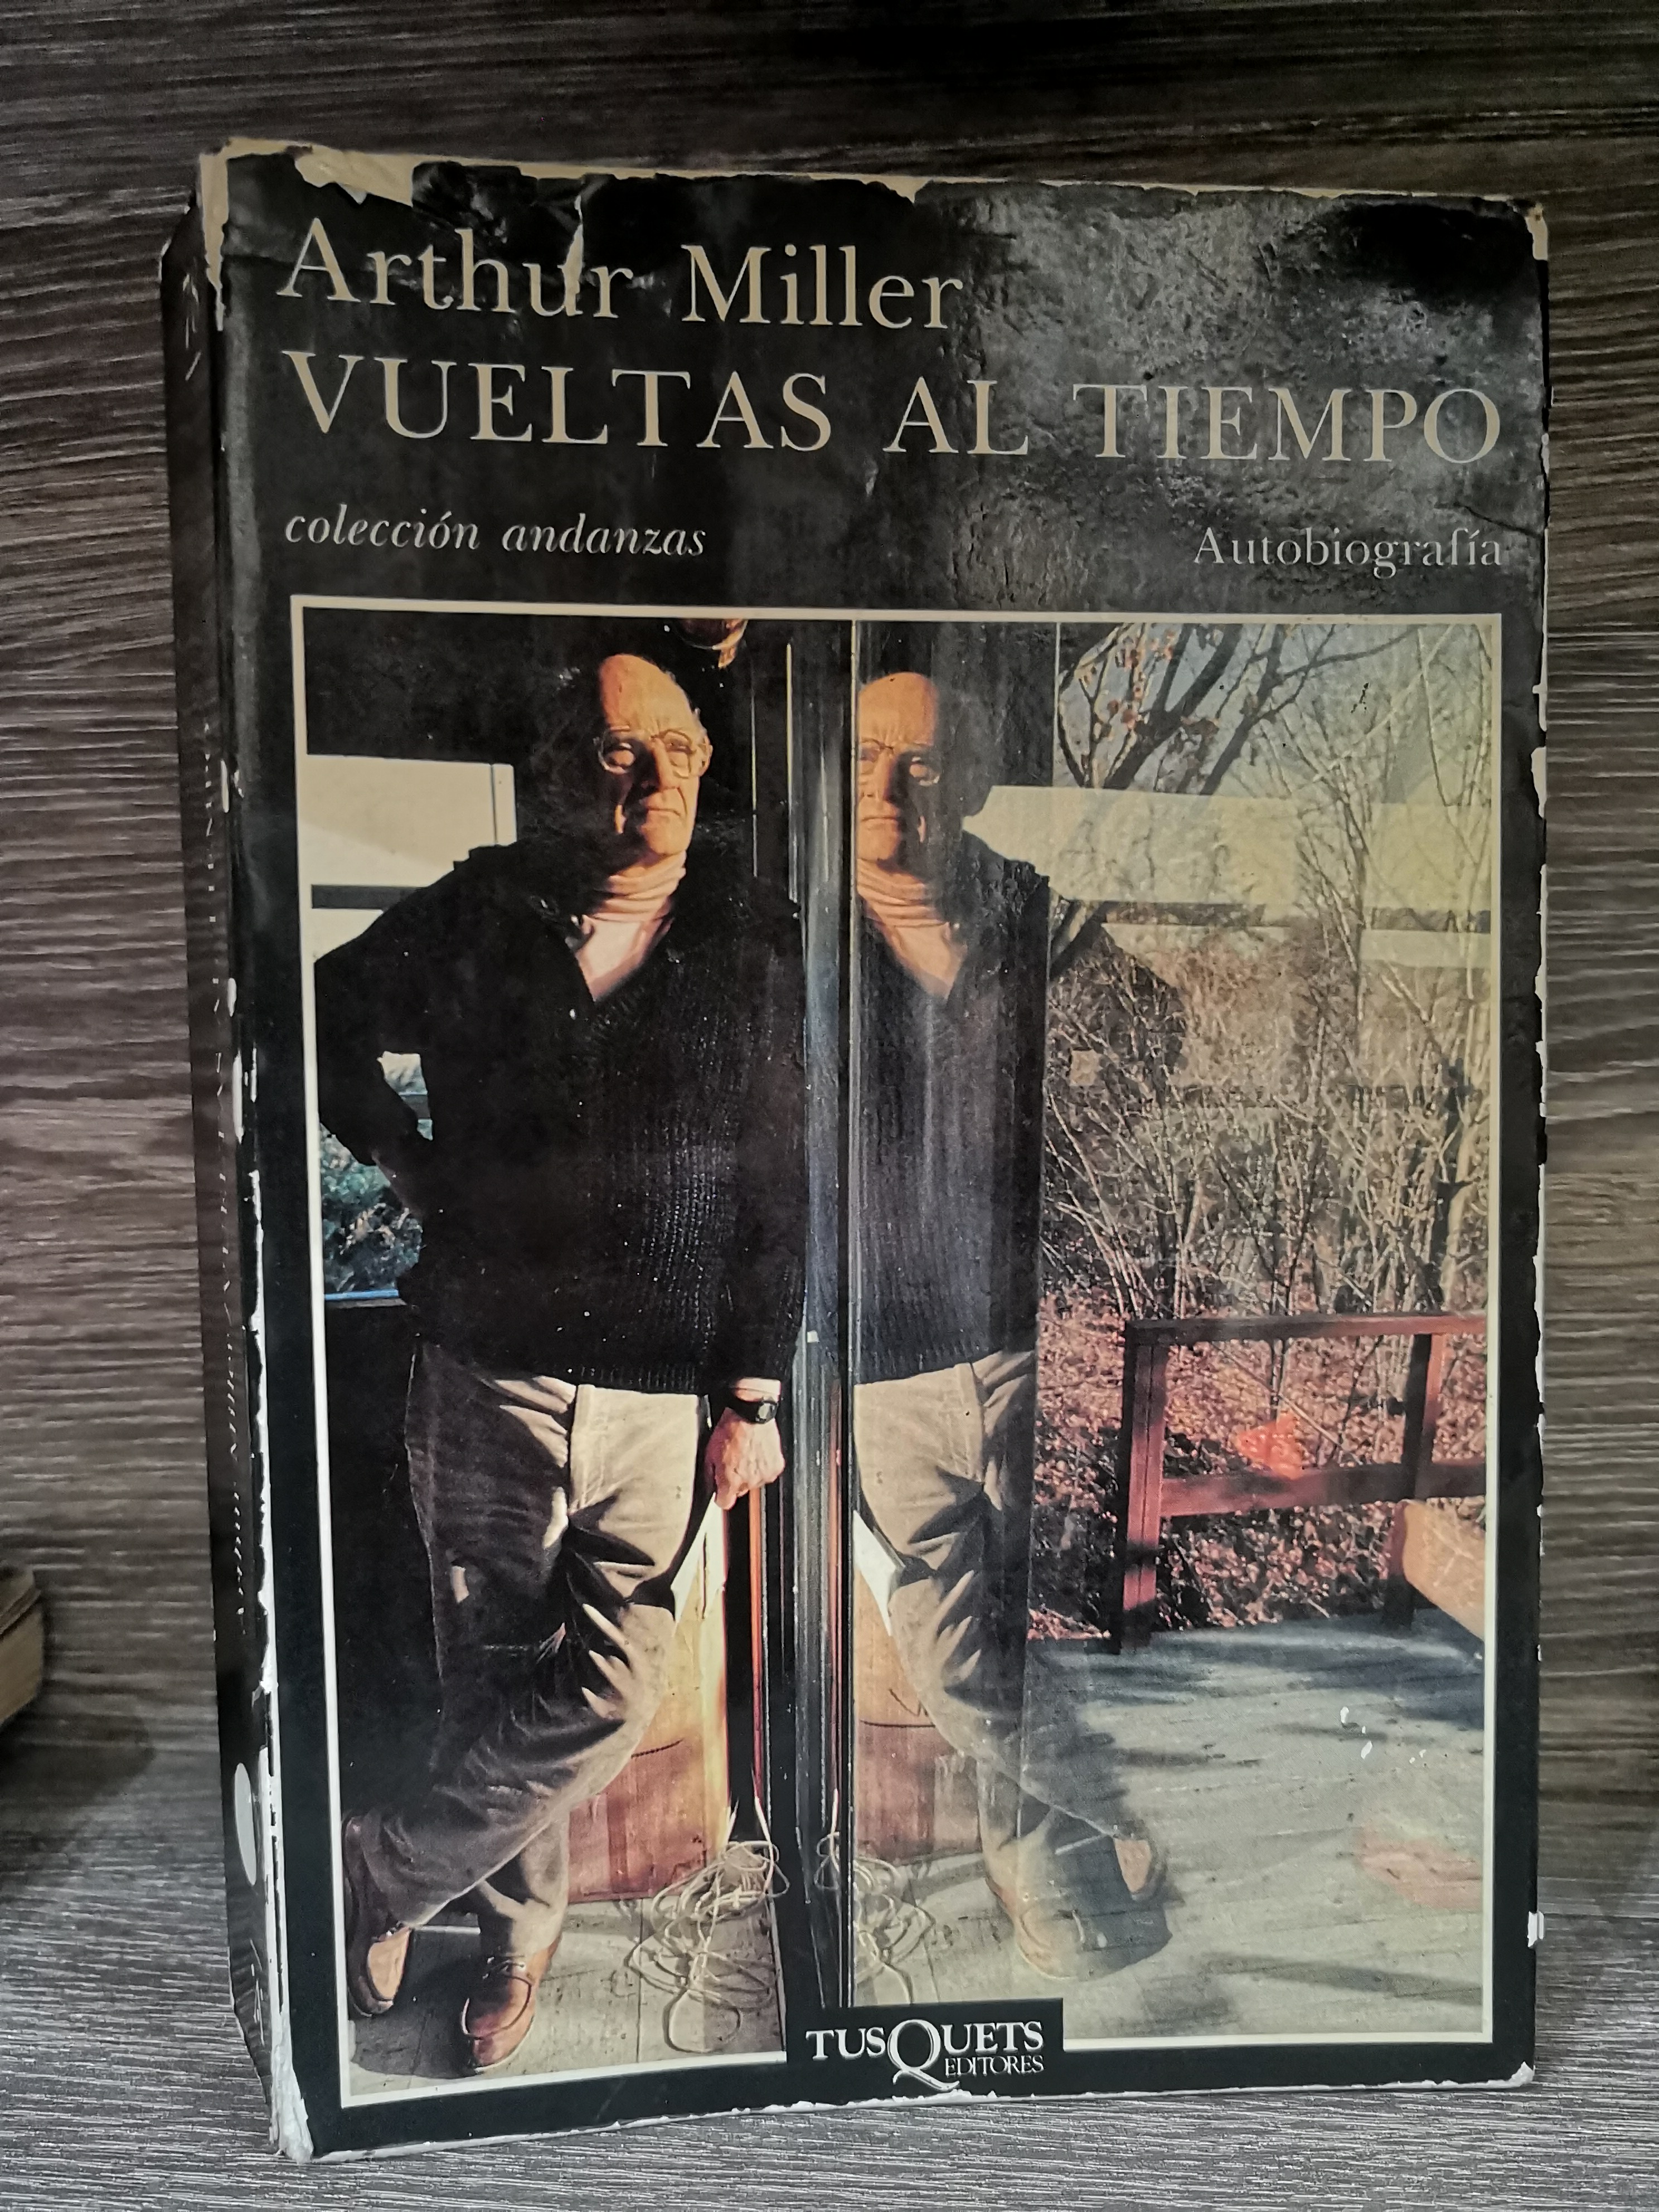 Arthur Miller
VUELTAS AL TIEMPO
colección andanzas
Autobiografía
TUSQUETS
EDITORES